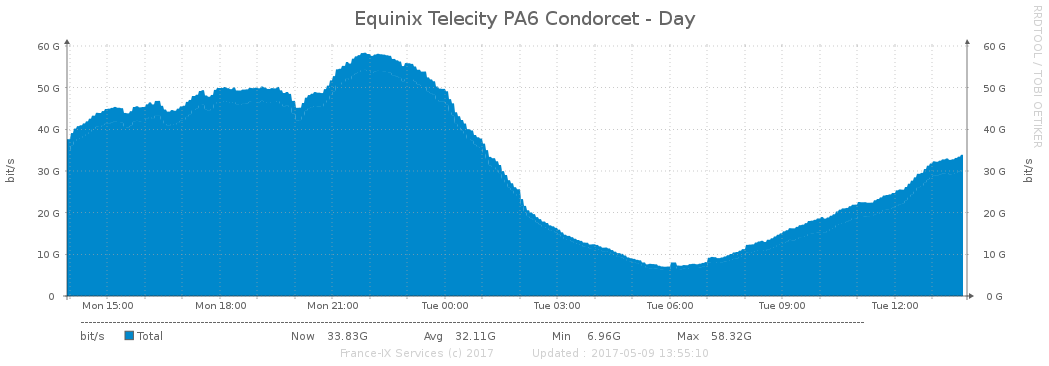 Equinix Telecity PA6 Condorcet - Day
RRDTOOL / TOBI OETIKER
60 G 60 G
50 G 50 G
40 G 40 G
30 G 30 G
20 G 20 G
10 G 10 G
0 0 G
bit/s bit/s
Mon 15:00 Mon 18:00 Mon 21:00 Tue 00:00 Tue 03:00 Tue 06:00 Tue 09:00 Tue 12:00
bit/s Total Now 33.83G Avg 32.11G Min 6.96G Max 58.32G
France-IX Services (c) 2017 Updated : 2017-05-09 13:55:10